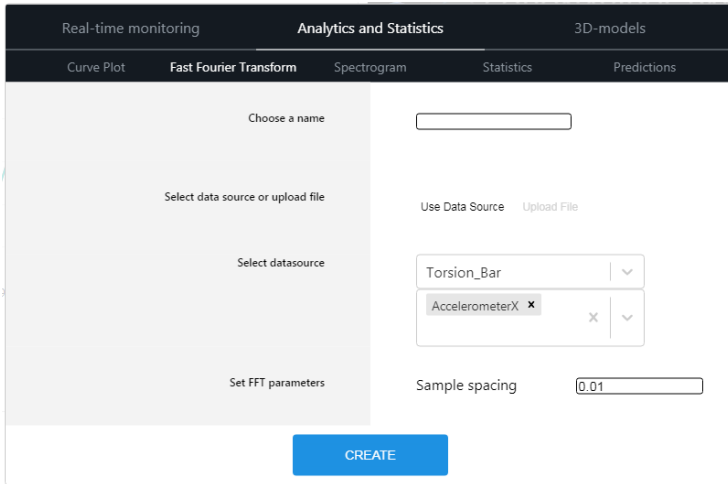 Real-time monitoring Analytics and Statistics 3D-models
Curve Plot Fast Fourier Transform Spectrogram Statistics Predictions
Choose a name
Select data source or upload file Use Data Source Upload File
Select datasource Torsion_Bar
AccelerometerX ×
Set FFT parameters Sample spacing 0.01
CREATE